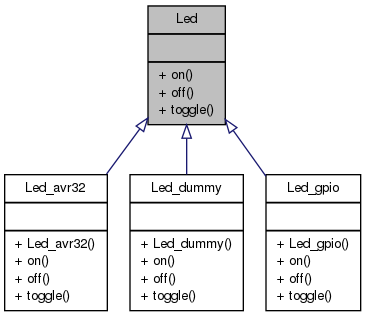 Led
+ on()
+ off()
+ toggle()
Led_avr32
+ Led_avr32()
+ on()
+ off()
+ toggle()
Led_dummy
+ Led_dummy()
+ on()
+ off()
+ toggle()
Led_gpio
+ Led_gpio()
+ on()
+ off()
+ toggle()